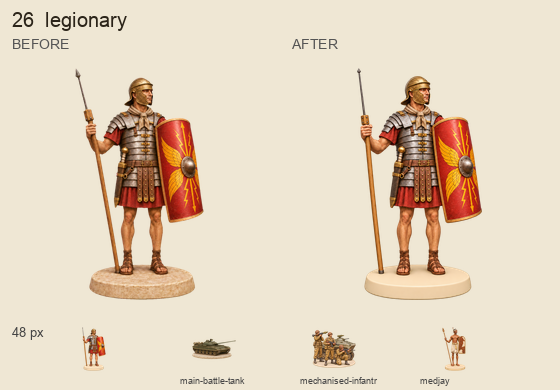 26 legionary
BEFORE
AFTER
48 px
main-battle-tank
mechanised-infantr
medjay